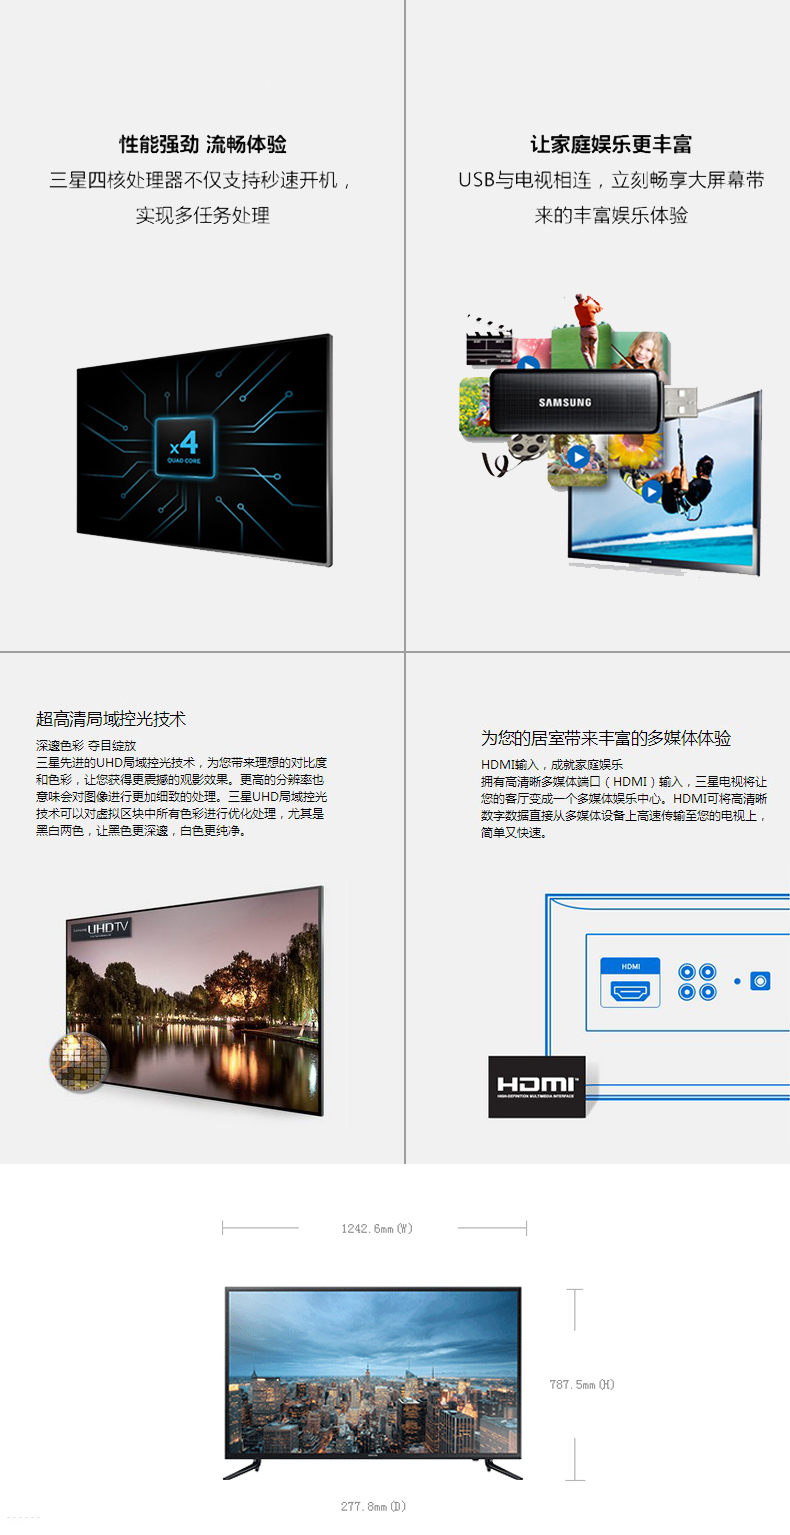 性能强劲 流畅体验
三星四核处理器不仅支持秒速开机，
实现多任务处理
x4
QUAD CORE
让家庭娱乐更丰富
USB与电视相连，立刻畅享大屏幕带
来的丰富娱乐体验
SAMSUNG
超高清局域控光技术
深邃色彩 夺目绽放
三星先进的UHD局域控光技术，为您带来理想的对比度
和色彩，让您获得更震撼的观影效果。更高的分辨率也
意味会对图像进行更加细致的处理。三星UHD局域控光
技术可以对虚拟区块中所有色彩进行优化处理，尤其是
黑白两色，让黑色更深邃，白色更纯净。
UHD TV
为您的居室带来丰富的多媒体体验
HDMI输入，成就家庭娱乐
拥有高清晰多媒体端口（HDMI）输入，三星电视将让
您的客厅变成一个多媒体娱乐中心。HDMI可将高清晰
数字数据直接从多媒体设备上高速传输至您的电视上，
简单又快速。
HDMI
HDMI
HIGH-DEFINITION MULTIMEDIA INTERFACE
1242.6mm(W)
787.5mm(H)
277.8mm(D)